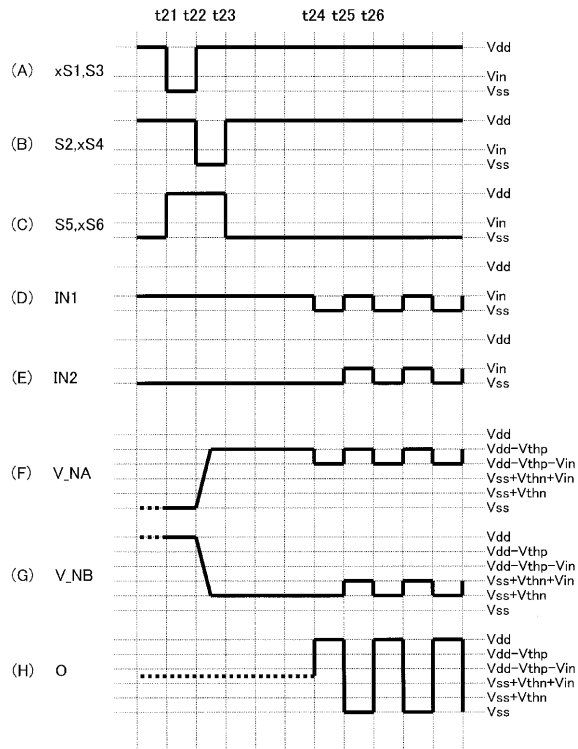 t21 t22 t23 t24 t25 t26
Vdd
(A) xS1,S3
Vin
Vss
Vdd
(B) S2,xS4
Vin
Vss
Vdd
(C) S5,xS6
Vin
Vss
Vdd
(D) IN1
Vin
Vss
Vdd
(E) IN2
Vin
Vss
Vdd
Vdd-Vthp
(F) V_NA
Vdd-Vthp-Vin
Vss+Vthn+Vin
Vss+Vthn
Vss
Vdd
Vdd-Vthp
(G) V_NB
Vdd-Vthp-Vin
Vss+Vthn+Vin
Vss+Vthn
Vss
Vdd
Vdd-Vthp
(H) O
Vdd-Vthp-Vin
Vss+Vthn+Vin
Vss+Vthn
Vss